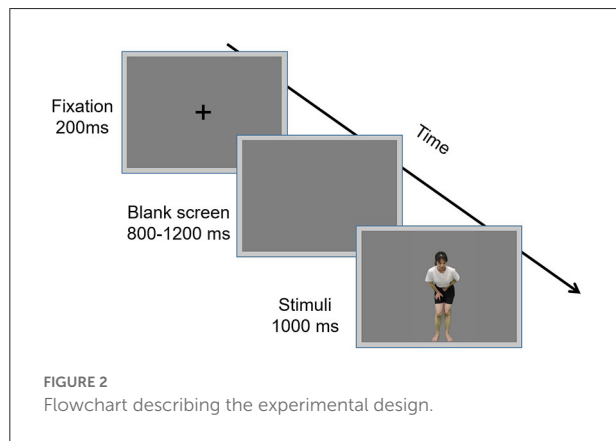 Fixation
200ms
+
Time
Blank screen
800-1200 ms
Stimuli
1000 ms
FIGURE 2
Flowchart describing the experimental design.